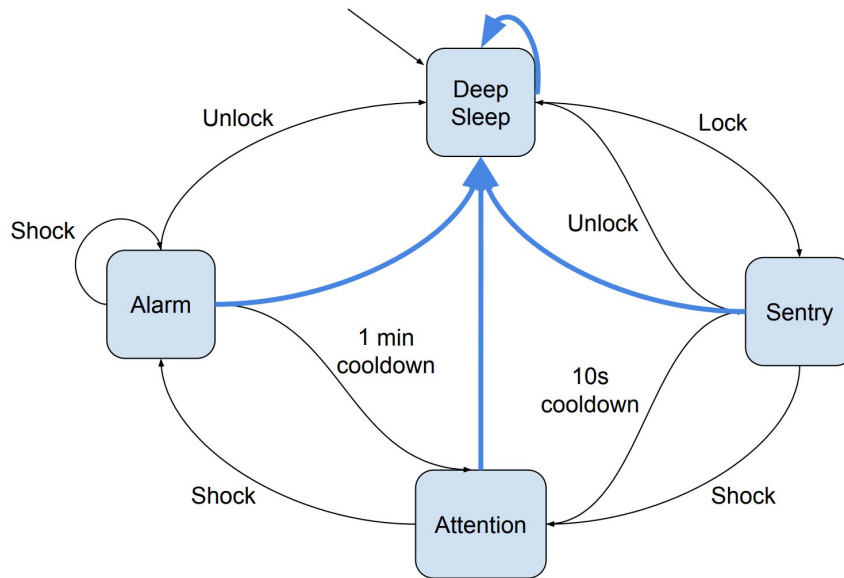 Deep
Sleep
Unlock
Lock
Shock
Unlock
Alarm
Sentry
1 min
cooldown
10s
cooldown
Shock
Shock
Attention